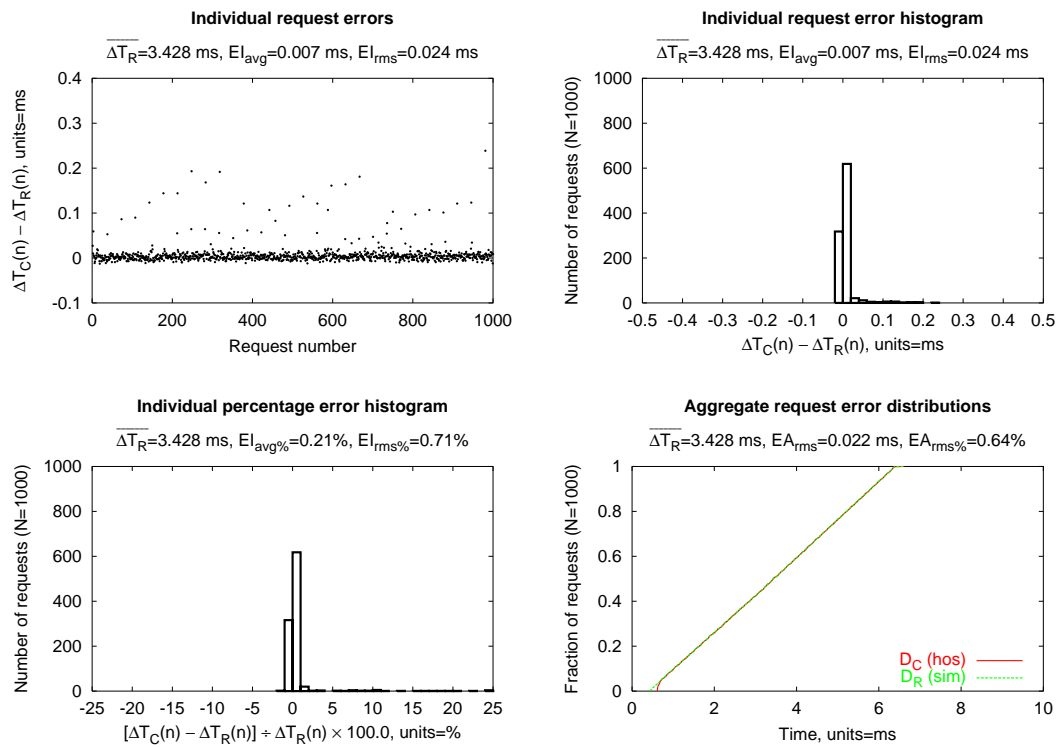 Individual request errors
ΔT_R=3.428 ms, EI_avg=0.007 ms, EI_rms=0.024 ms
ΔT_C(n) − ΔT_R(n), units=ms
0.4
0.3
0.2
0.1
0
-0.1
0 200 400 600 800 1000
Request number
Individual request error histogram
ΔT_R=3.428 ms, EI_avg=0.007 ms, EI_rms=0.024 ms
Number of requests (N=1000)
1000
800
600
400
200
0
-0.5 -0.4 -0.3 -0.2 -0.1 0 0.1 0.2 0.3 0.4 0.5
ΔT_C(n) − ΔT_R(n), units=ms
Individual percentage error histogram
ΔT_R=3.428 ms, EI_avg%=0.21%, EI_rms%=0.71%
Number of requests (N=1000)
1000
800
600
400
200
0
-25 -20 -15 -10 -5 0 5 10 15 20 25
[ΔT_C(n) − ΔT_R(n)] ÷ ΔT_R(n) × 100.0, units=%
Aggregate request error distributions
ΔT_R=3.428 ms, EA_rms=0.022 ms, EA_rms%=0.64%
Fraction of requests (N=1000)
1
0.8
0.6
0.4
0.2
0
0 2 4 6 8 10
D_C (hos)
D_R (sim)
Time, units=ms